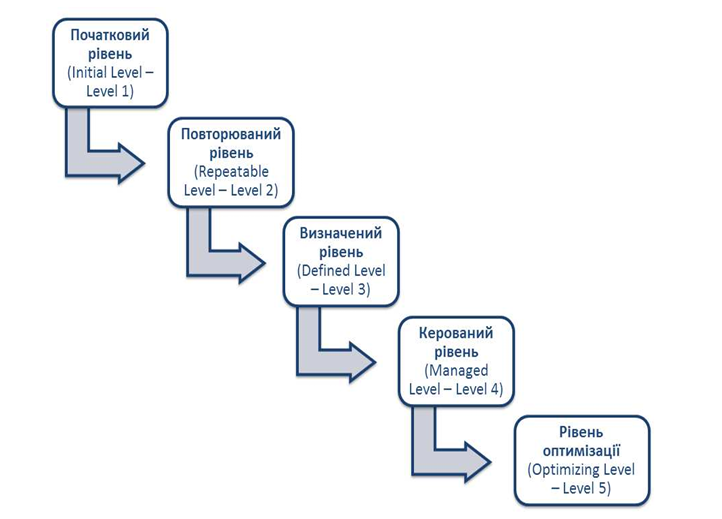 Початковий
рівень
(Initial Level –
Level 1)
Повторюваний
рівень
(Repeatable
Level – Level 2)
Визначений
рівень
(Defined Level
– Level 3)
Керований
рівень
(Managed
Level – Level 4)
Рівень
оптимізації
(Optimizing Level
– Level 5)